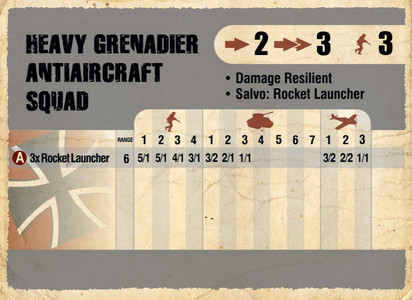 HEAVY GRENADIER 2 3 3
ANTIAIRCRAFT
SQUAD
• Damage Resilient
• Salvo: Rocket Launcher
RANGE 1 2 3 4 1 2 3 4 5 6 7 1 2 3
A 3x Rocket Launcher 6 5/1 5/1 4/1 3/1 3/2 2/1 1/1 3/2 2/2 1/1